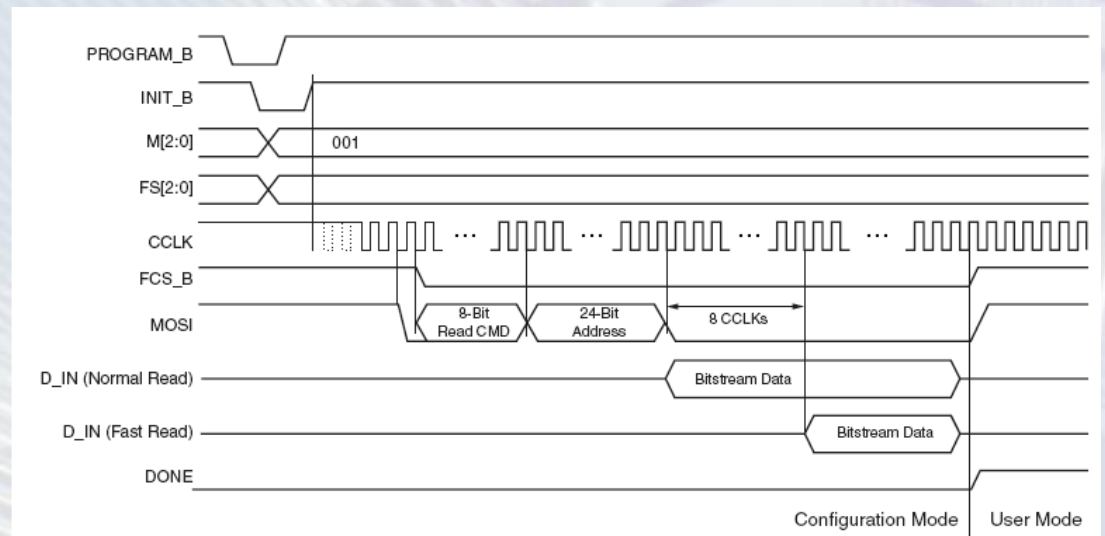 PROGRAM_B
INIT_B
M[2:0]
001
FS[2:0]
CCLK
... ... ... ...
FCS_B
MOSI
8-Bit
Read CMD
24-Bit
Address
8 CCLKs
D_IN (Normal Read)
Bitstream Data
D_IN (Fast Read)
Bitstream Data
DONE
Configuration Mode
User Mode